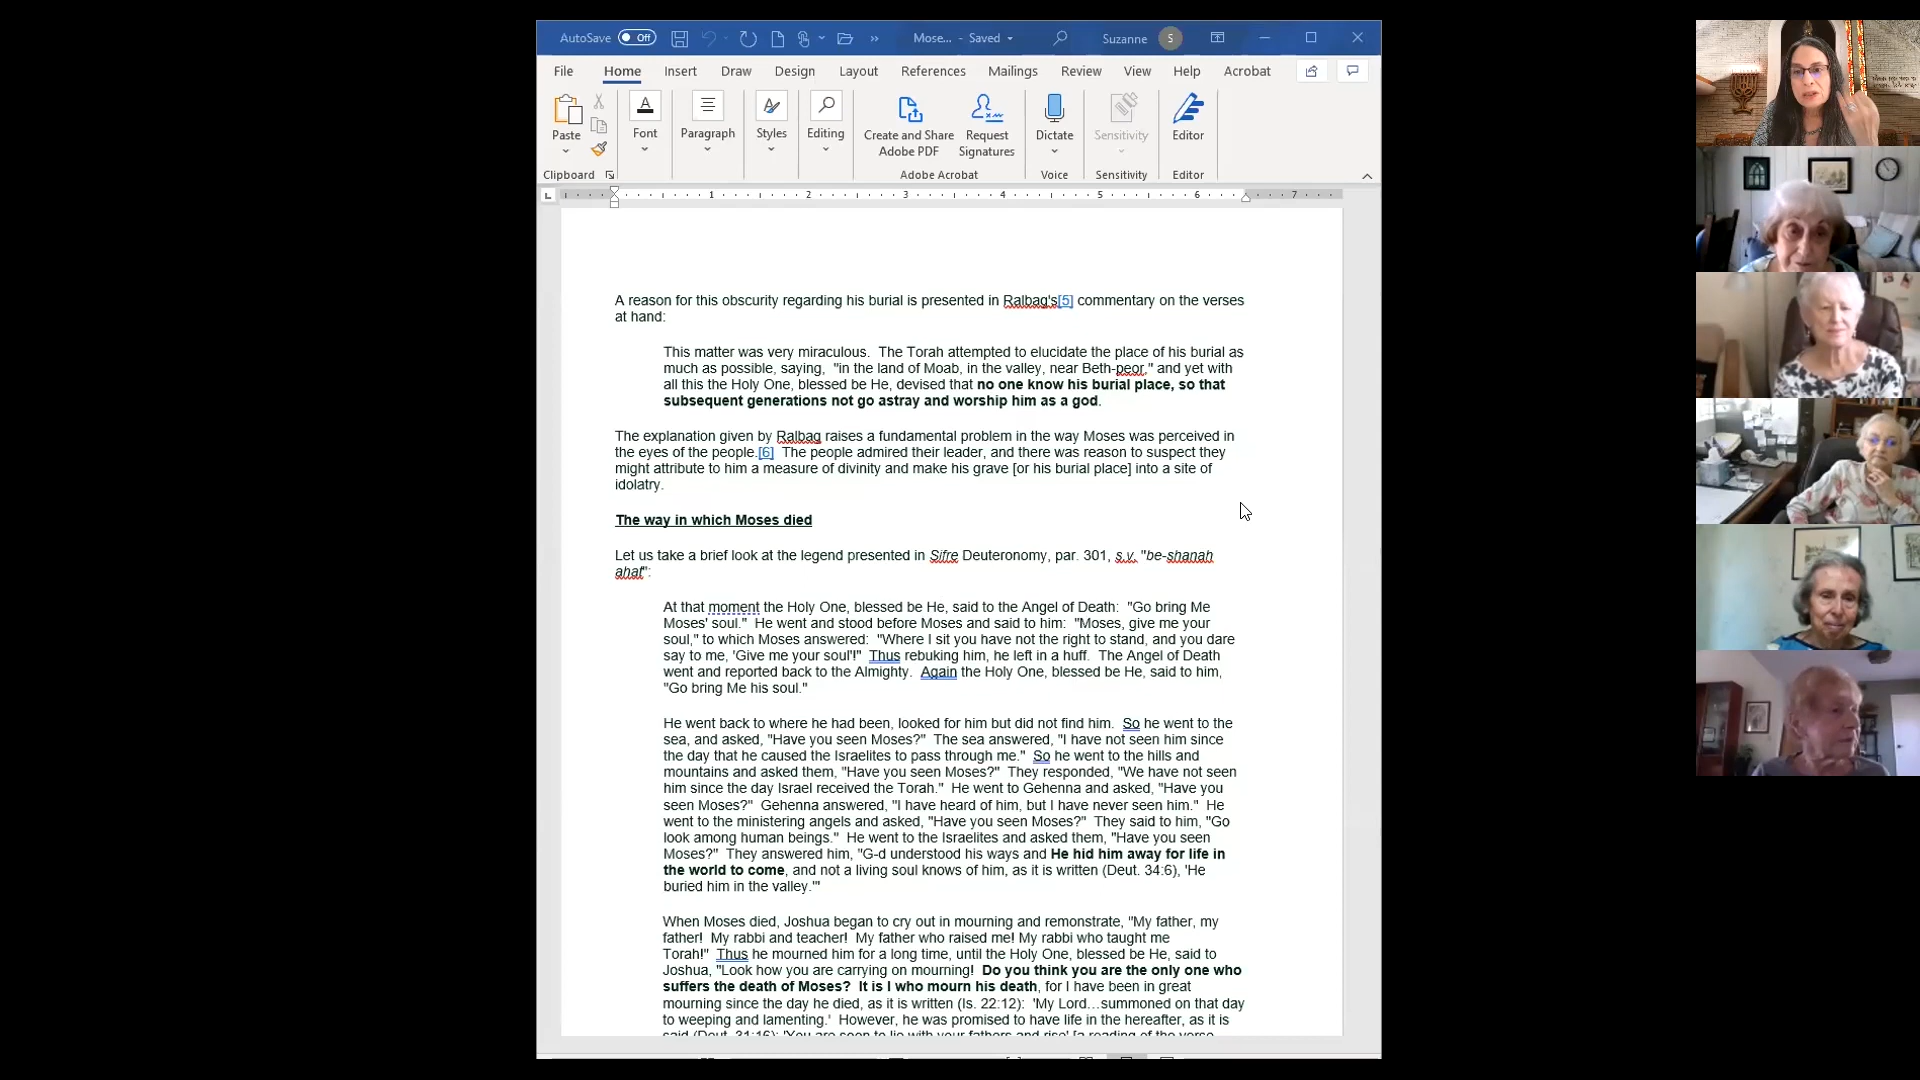 AutoSave Off Mose... - Saved Suzanne S
File Home Insert Draw Design Layout References Mailings Review View Help Acrobat
Paste Font Paragraph Styles Editing Create and Share Adobe PDF Request Signatures Dictate Sensitivity Editor
Clipboard Adobe Acrobat Voice Sensitivity Editor
1 2 3 4 5 6 7
A reason for this obscurity regarding his burial is presented in Ralbag's[5] commentary on the verses
at hand:
This matter was very miraculous. The Torah attempted to elucidate the place of his burial as
much as possible, saying, "in the land of Moab, in the valley, near Beth-peor," and yet with
all this the Holy One, blessed be He, devised that no one know his burial place, so that
subsequent generations not go astray and worship him as a god.
The explanation given by Ralbag raises a fundamental problem in the way Moses was perceived in
the eyes of the people.[6] The people admired their leader, and there was reason to suspect they
might attribute to him a measure of divinity and make his grave [or his burial place] into a site of
idolatry.
The way in which Moses died
Let us take a brief look at the legend presented in Sifre Deuteronomy, par. 301, s.v. "be-shanah
ahat":
At that moment the Holy One, blessed be He, said to the Angel of Death: "Go bring Me
Moses' soul." He went and stood before Moses and said to him: "Moses, give me your
soul," to which Moses answered: "Where I sit you have not the right to stand, and you dare
say to me, 'Give me your soul'!" Thus rebuking him, he left in a huff. The Angel of Death
went and reported back to the Almighty. Again the Holy One, blessed be He, said to him,
"Go bring Me his soul."
He went back to where he had been, looked for him but did not find him. So he went to the
sea, and asked, "Have you seen Moses?" The sea answered, "I have not seen him since
the day that he caused the Israelites to pass through me." So he went to the hills and
mountains and asked them, "Have you seen Moses?" They responded, "We have not seen
him since the day Israel received the Torah." He went to Gehenna and asked, "Have you
seen Moses?" Gehenna answered, "I have heard of him, but I have never seen him." He
went to the ministering angels and asked, "Have you seen Moses?" They said to him, "Go
look among human beings." He went to the Israelites and asked them, "Have you seen
Moses?" They answered him, "G-d understood his ways and He hid him away for life in
the world to come, and not a living soul knows of him, as it is written (Deut. 34:6), 'He
buried him in the valley.'"
When Moses died, Joshua began to cry out in mourning and remonstrate, "My father, my
father! My rabbi and teacher! My father who raised me! My rabbi who taught me
Torah!" Thus he mourned him for a long time, until the Holy One, blessed be He, said to
Joshua, "Look how you are carrying on mourning! Do you think you are the only one who
suffers the death of Moses? It is I who mourn his death, for I have been in great
mourning since the day he died, as it is written (Is. 22:12): 'My Lord...summoned on that day
to weeping and lamenting.' However, he was promised to have life in the hereafter, as it is
said (Deut. 31:16): 'You are soon to lie with your fathers and rise' [a reading of the verse